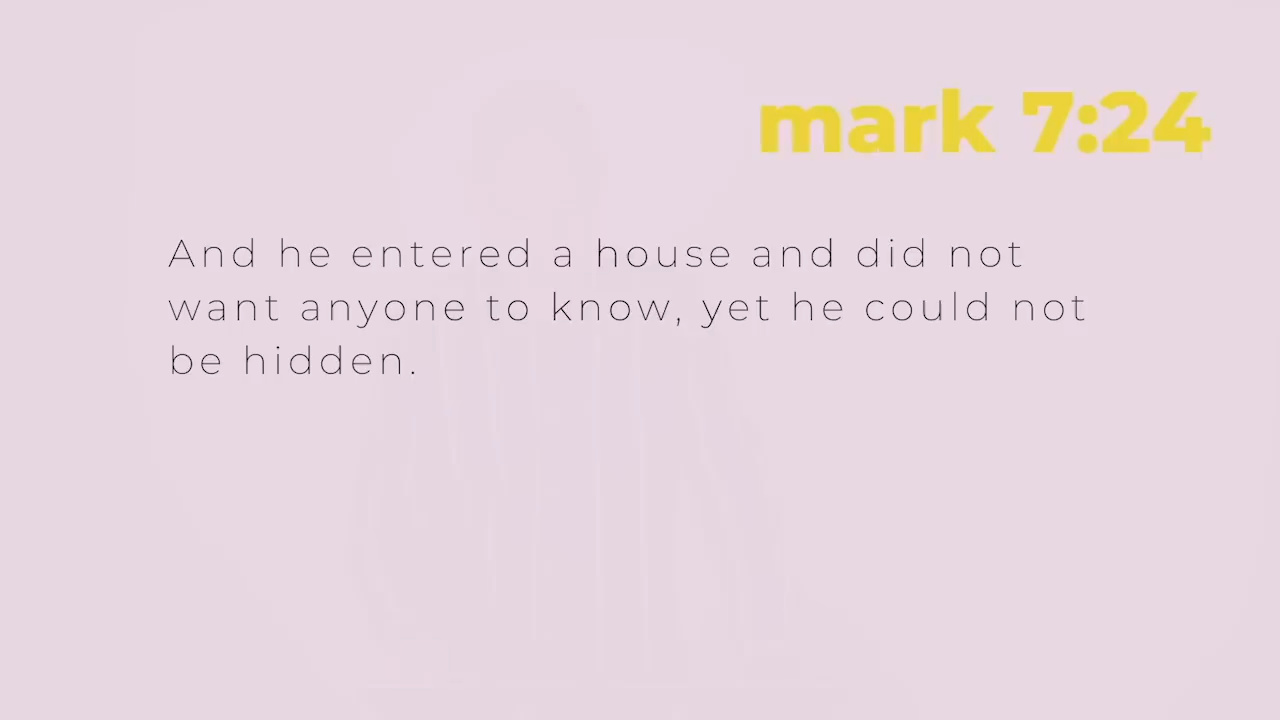 mark 7:24
And he entered a house and did not
want anyone to know, yet he could not
be hidden.